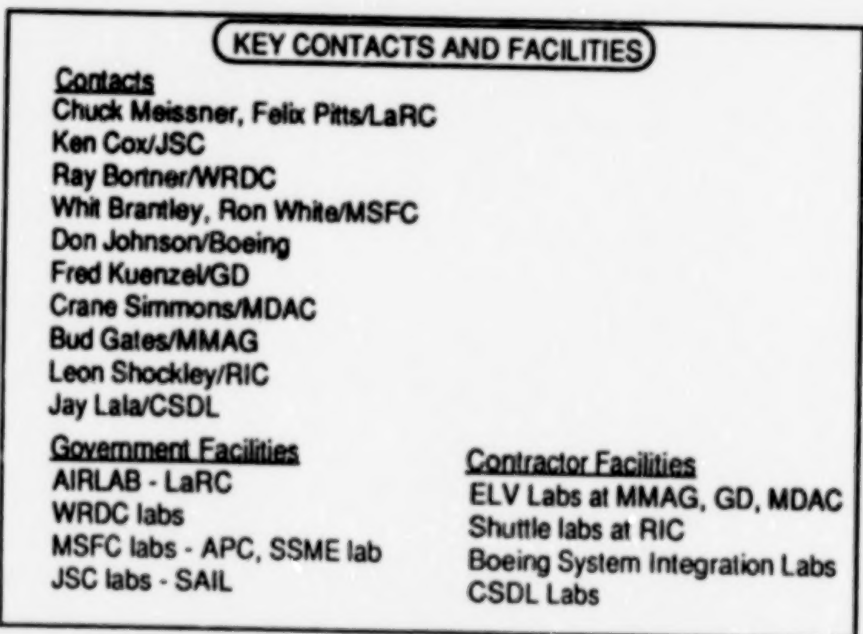 KEY CONTACTS AND FACILITIES
Contacts
Chuck Meissner, Felix Pitts/LaRC
Ken Cox/JSC
Ray Bortner/WRDC
Whit Brantley, Ron White/MSFC
Don Johnson/Boeing
Fred Kuenzel/GD
Crane Simmons/MDAC
Bud Gates/MMAG
Leon Shockley/RIC
Jay Lala/CSDL
Government Facilities
AIRLAB - LaRC
WRDC labs
MSFC labs - APC, SSME lab
JSC labs - SAIL
Contractor Facilities
ELV Labs at MMAG, GD, MDAC
Shuttle labs at RIC
Boeing System Integration Labs
CSDL Labs